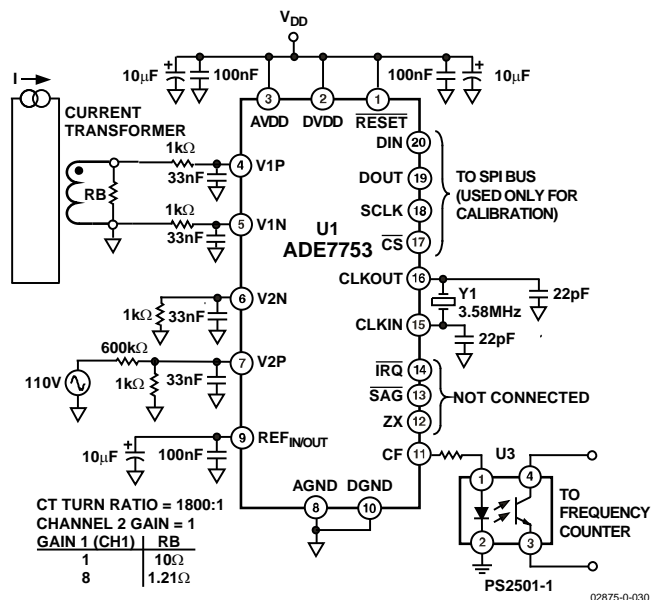 V_DD
10μF
100nF
100nF
10μF
I
3
2
1
AVDD
DVDD
RESET
CURRENT
TRANSFORMER
RB
1kΩ
33nF
4
V1P
1kΩ
33nF
5
V1N
U1
ADE7753
DIN
20
DOUT
19
SCLK
18
CS
17
TO SPI BUS
(USED ONLY FOR
CALIBRATION)
CLKOUT
16
Y1
3.58MHz
22pF
CLKIN
15
22pF
6
V2N
1kΩ
33nF
600kΩ
7
V2P
110V
1kΩ
33nF
IRQ
14
SAG
13
ZX
12
NOT CONNECTED
9
REF_IN/OUT
10μF
100nF
CF
11
U3
1
4
2
3
TO
FREQUENCY
COUNTER
PS2501-1
AGND
DGND
8
10
CT TURN RATIO = 1800:1
CHANNEL 2 GAIN = 1
GAIN 1 (CH1) RB
1 10Ω
8 1.21Ω
02875-0-030